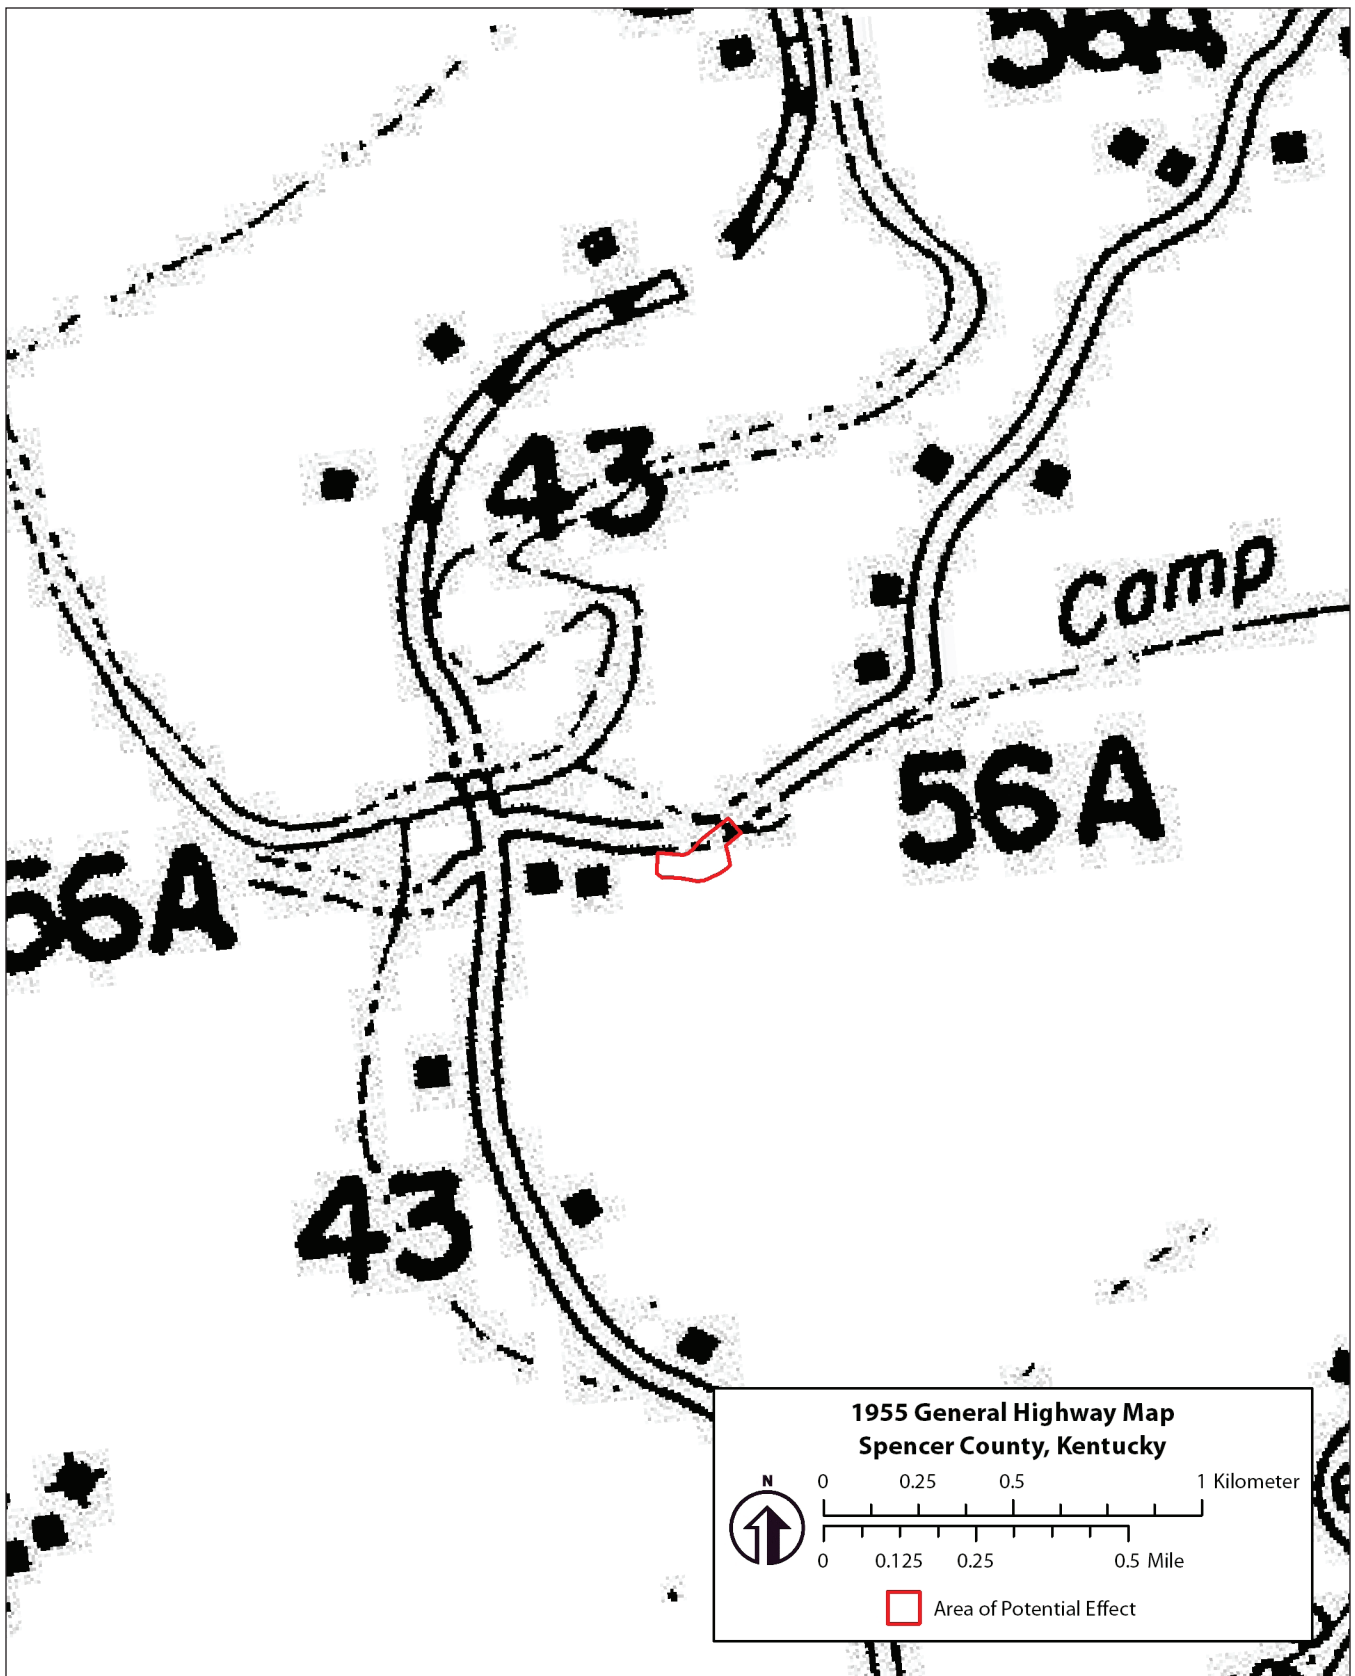 56A
43
Comp
56A
56A
43
1955 General Highway Map
Spencer County, Kentucky
N
0 0.25 0.5 1 Kilometer
0 0.125 0.25 0.5 Mile
Area of Potential Effect